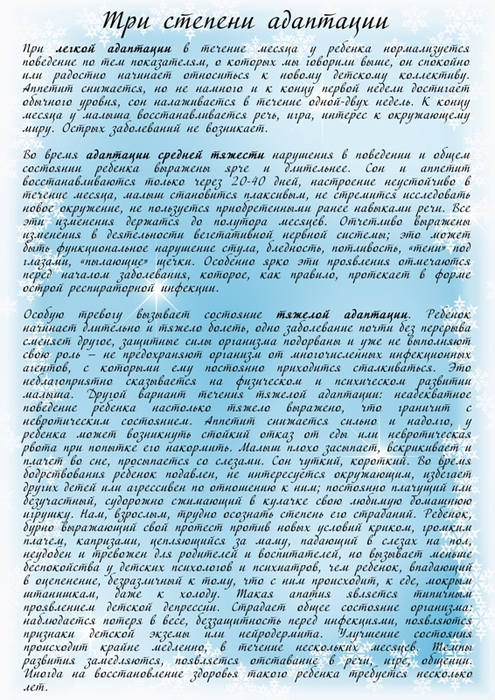 Три степени адаптации
При легкой адаптации в течение месяца у ребенка нормализуется
поведение по тем показателям, о которых мы говорили выше, он спокойно
или радостно начинает относиться к новому детскому коллективу.
Аппетит снижается, но не намного и к концу первой недели достигает
обычного уровня, сон налаживается в течение одной-двух недель. К концу
месяца у малыша восстанавливается речь, игра, интерес к окружающему
миру. Острых заболеваний не возникает.
Во время адаптации средней тяжести нарушения в поведении и общем
состоянии ребенка выражены ярче и длительнее. Сон и аппетит
восстанавливаются только через 20-40 дней, настроение неустойчиво в
течение месяца, малыш становится плаксивым, не стремится исследовать
новое окружение, не пользуется приобретенными ранее навыками речи. Все
эти изменения держатся до полутора месяцев. Отчетливо выражены
изменения в деятельности вегетативной нервной системы; это может
быть функциональное нарушение стула, бледность, потливость, «тени» под
глазами, «пылающие» щечки. Особенно ярко эти проявления отмечаются
перед началом заболевания, которое, как правило, протекает в форме
острой респираторной инфекции.
Особую тревогу вызывает состояние тяжелой адаптации. Ребенок
начинает длительно и тяжело болеть, одно заболевание почти без перерыва
сменяет другое, защитные силы организма подорваны и уже не выполняют
свою роль – не предохраняют организм от многочисленных инфекционных
агентов, с которыми ему постоянно приходится сталкиваться. Это
неблагоприятно сказывается на физическом и психическом развитии
малыша. Другой вариант течения тяжелой адаптации: неадекватное
поведение ребенка настолько тяжело выражено, что граничит с
невротическим состоянием. Аппетит снижается сильно и надолго, у
ребенка может возникнуть стойкий отказ от еды или невротическая
рвота при попытке его накормить. Малыш плохо засыпает, вскрикивает и
плачет во сне, просыпается со слезами. Сон чуткий, короткий. Во время
бодрствования ребенок подавлен, не интересуется окружающим, избегает
других детей или агрессивен по отношению к ним; постоянно плачущий или
безучастный, судорожно сжимающий в кулачке свою любимую домашнюю
игрушку. Нам, взрослым, трудно осознать степень его страданий. Ребенок,
бурно выражающий свой протест против новых условий криком, громким
плачем, капризами, цепляющийся за маму, падающий в слезах на пол,
неудобен и тревожен для родителей и воспитателей, но вызывает меньше
беспокойства у детских психологов и психиатров, чем ребенок, впадающий
в оцепенение, безразличный к тому, что с ним происходит, к еде, мокрым
штанишкам, даже к холоду. Такая апатия является типичным
проявлением детской депрессии. Страдает общее состояние организма:
наблюдается потеря в весе, беззащитность перед инфекциями, появляются
признаки детской экземы или нейродермита. Улучшение состояния
происходит крайне медленно, в течение нескольких месяцев. Темпы
развития замедляются, появляется отставание в речи, игре, общении.
Иногда на восстановление здоровья такого ребенка требуется несколько
лет.